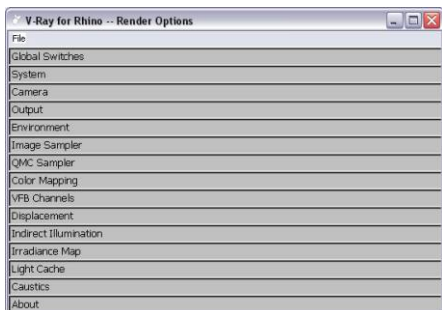 V-Ray for Rhino -- Render Options
File
Global Switches
System
Camera
Output
Environment
Image Sampler
QMC Sampler
Color Mapping
VFB Channels
Displacement
Indirect Illumination
Irradiance Map
Light Cache
Caustics
About